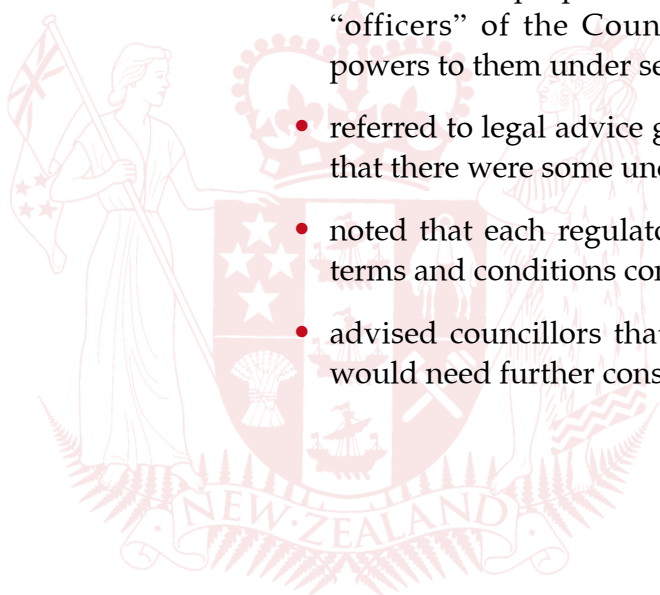 “officers” of the Coun
powers to them under se
• referred to legal advice g
that there were some un
• noted that each regulato
terms and conditions co
• advised councillors tha
would need further cons
NEW·ZEALAND